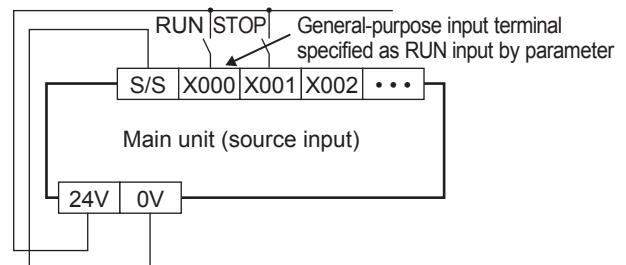 RUN STOP General-purpose input terminal
specified as RUN input by parameter
S/S X000 X001 X002 • • •
Main unit (source input)
24V 0V